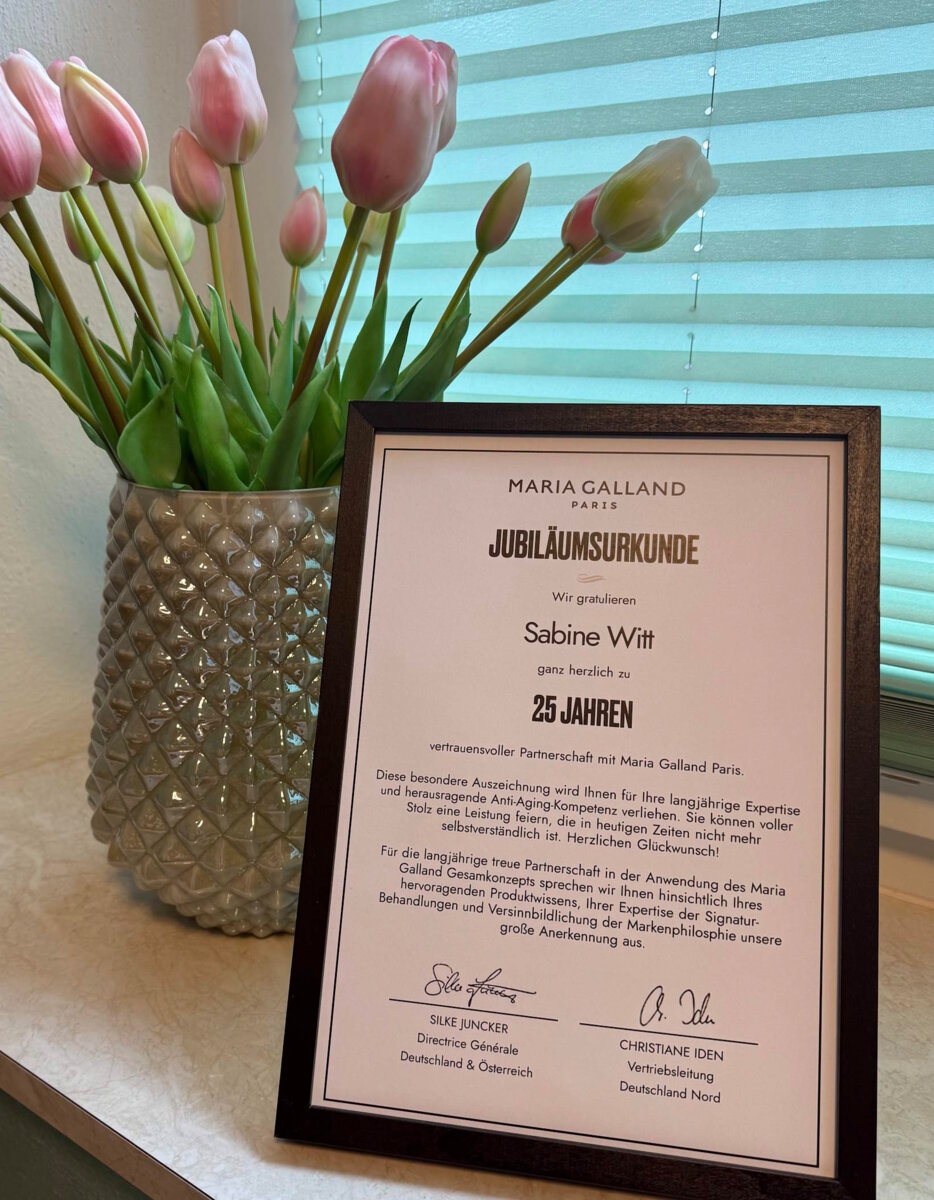 MARIA GALLAND
PARIS
JUBILÄUMSURKUNDE
Wir gratulieren
Sabine Witt
ganz herzlich zu
25 JAHREN
vertrauensvoller Partnerschaft mit Maria Galland Paris.
Diese besondere Auszeichnung wird Ihnen für Ihre langjährige Expertise
und herausragende Anti-Aging-Kompetenz verliehen. Sie können voller
Stolz eine Leistung feiern, die in heutigen Zeiten nicht mehr
selbstverständlich ist. Herzlichen Glückwunsch!
Für die langjährige treue Partnerschaft in der Anwendung des Maria
Galland Gesamkonzepts sprechen wir Ihnen hinsichtlich Ihres
hervoragenden Produktwissens, Ihrer Expertise der Signatur-
Behandlungen und Versinnbildlichung der Markenphilosphie unsere
große Anerkennung aus.
SILKE JUNCKER
Directrice Générale
Deutschland & Österreich
CHRISTIANE IDEN
Vertriebsleitung
Deutschland Nord